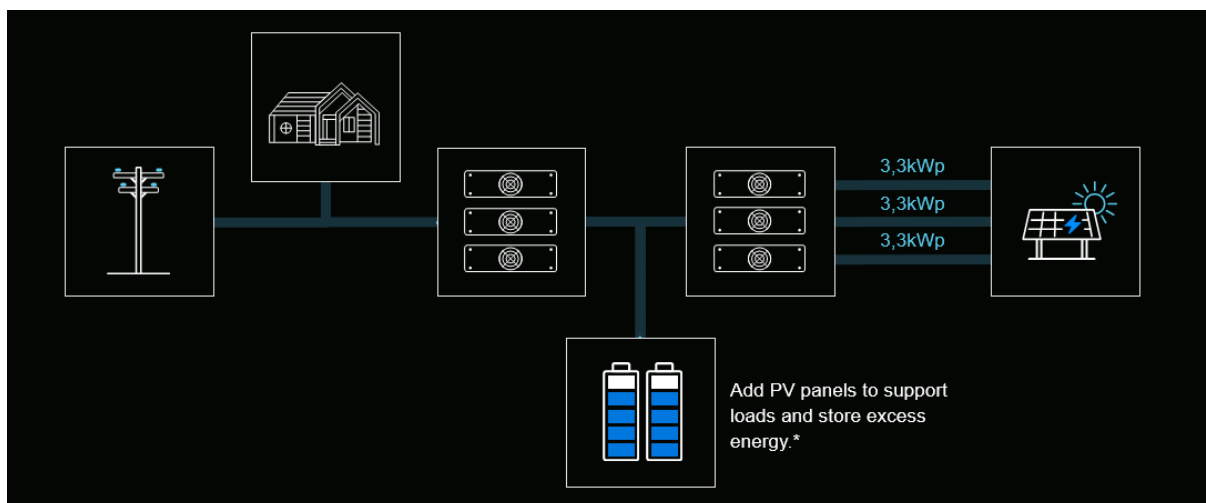 3,3kWp
3,3kWp
3,3kWp
Add PV panels to support
loads and store excess
energy.*